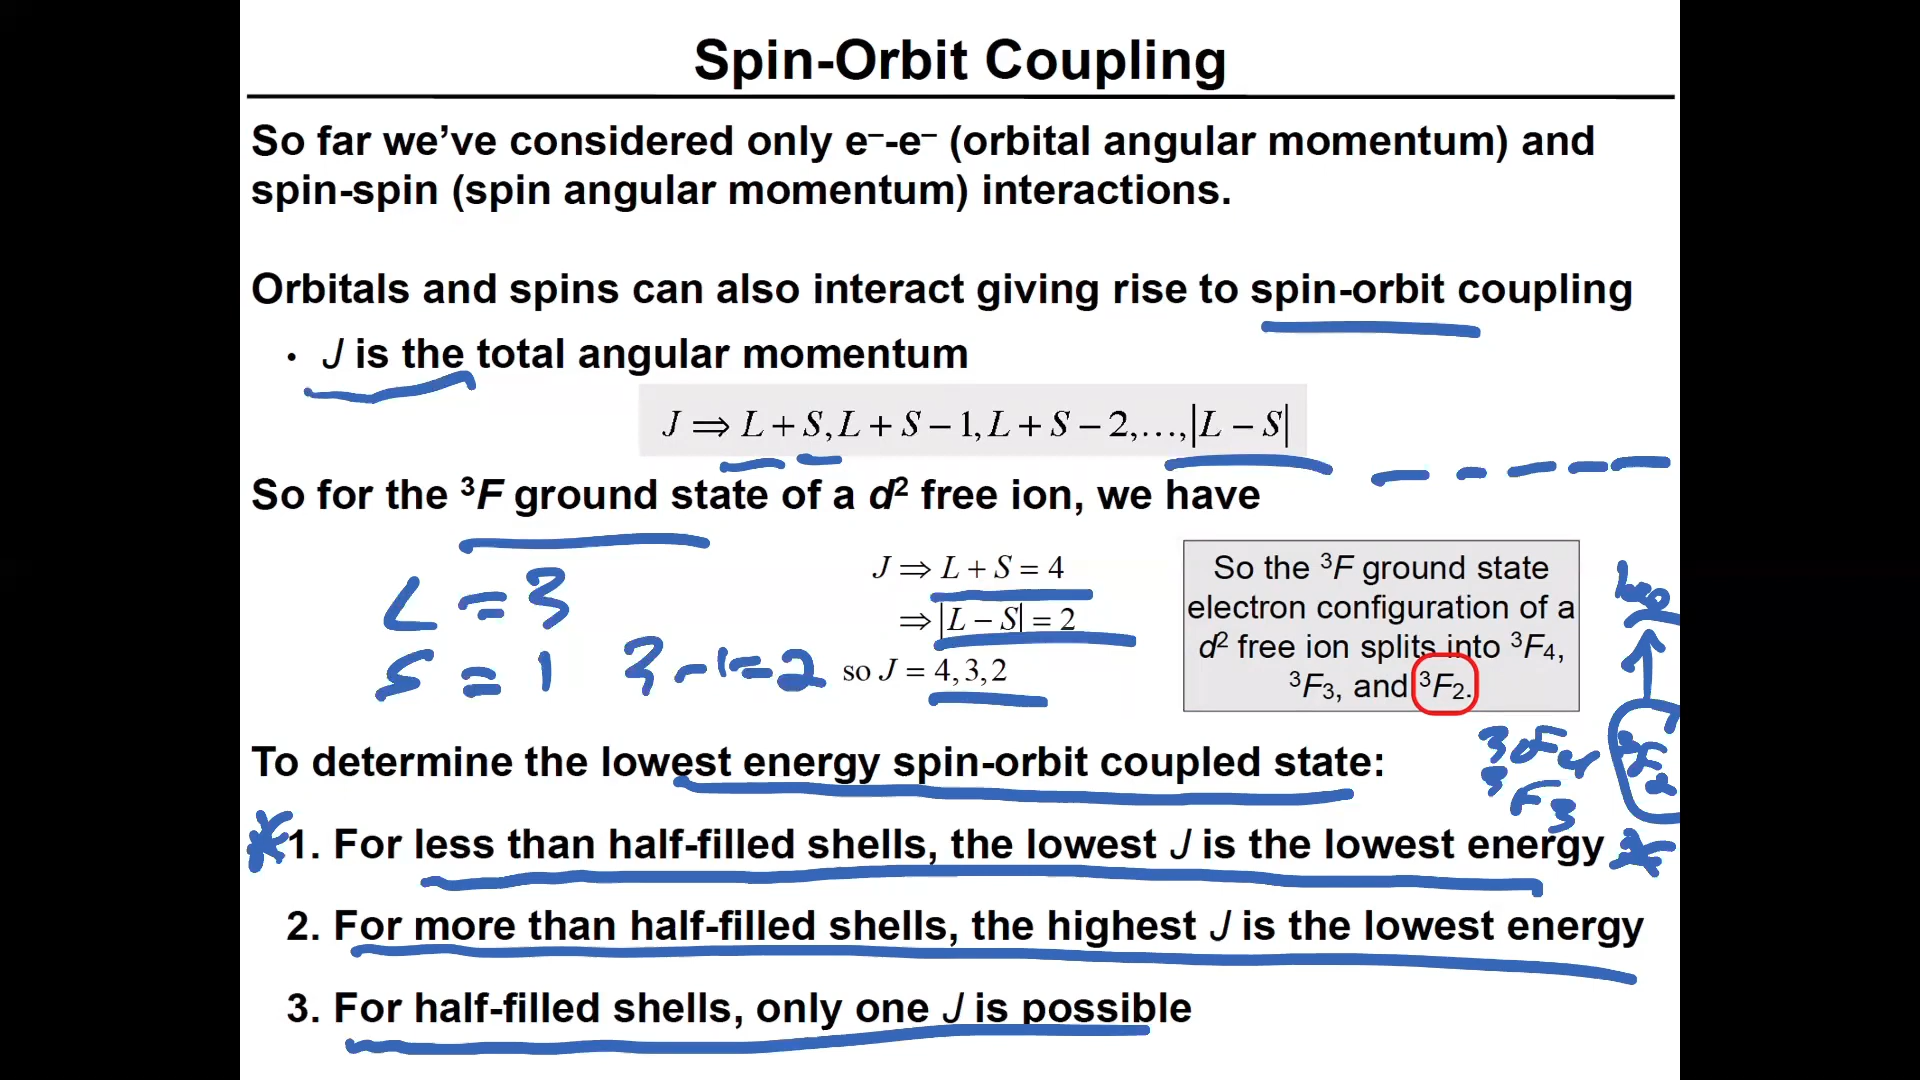 Spin-Orbit Coupling
So far we’ve considered only e⁻-e⁻ (orbital angular momentum) and
spin-spin (spin angular momentum) interactions.
Orbitals and spins can also interact giving rise to spin-orbit coupling
• J is the total angular momentum
J ⇒ L + S, L + S − 1, L + S − 2,…,|L − S|
So for the ³F ground state of a d² free ion, we have
L = 3
S = 1
3 - 1 = 2
J ⇒ L + S = 4
⇒ |L − S| = 2
so J = 4, 3, 2
So the ³F ground state
electron configuration of a
d² free ion splits into ³F₄,
³F₃, and ³F₂.
³F₄
³F₃
³F₂
To determine the lowest energy spin-orbit coupled state:
1. For less than half-filled shells, the lowest J is the lowest energy
2. For more than half-filled shells, the highest J is the lowest energy
3. For half-filled shells, only one J is possible